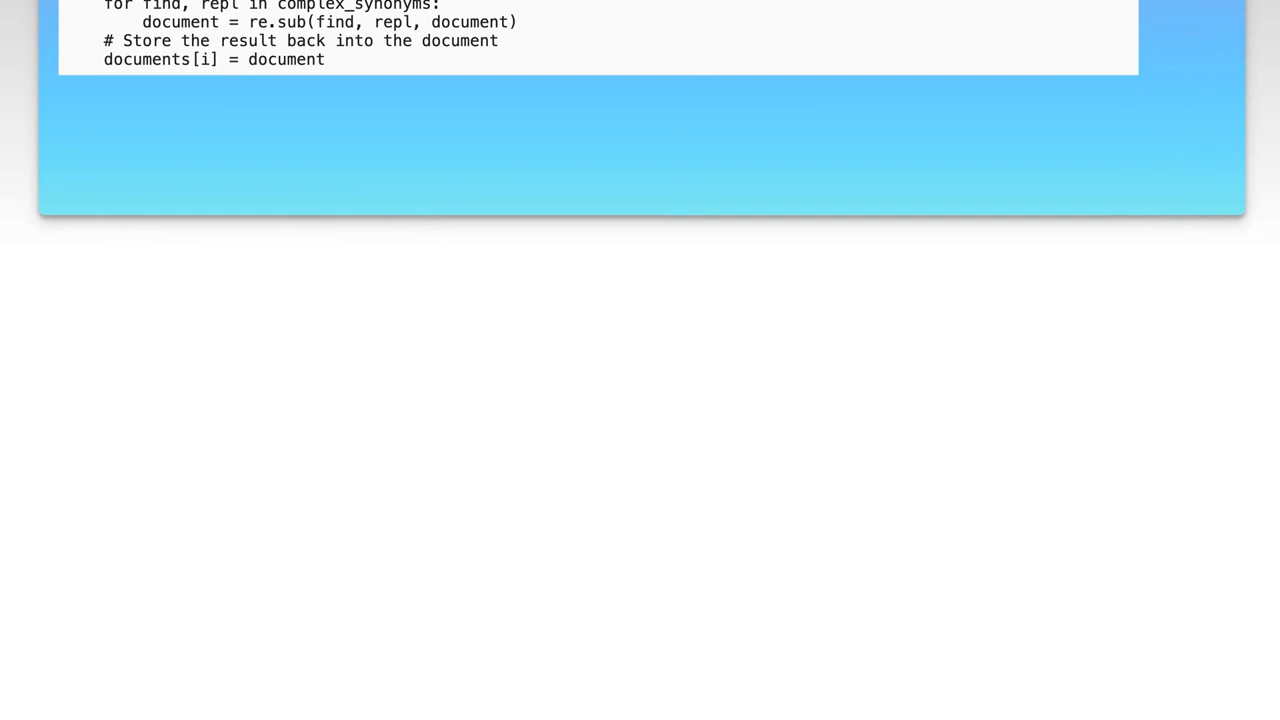 for find, repl in complex_synonyms:
    document = re.sub(find, repl, document)
# Store the result back into the document
documents[i] = document